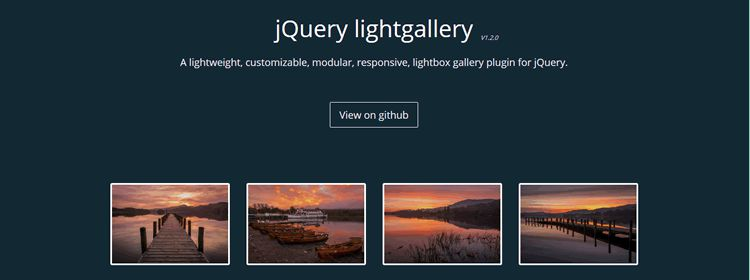 jQuery lightgallery V1.2.0
A lightweight, customizable, modular, responsive, lightbox gallery plugin for jQuery.
View on github